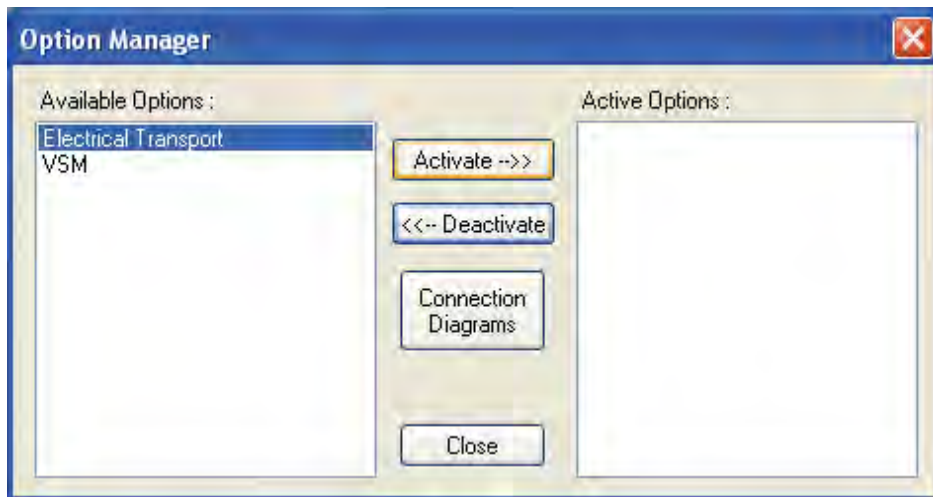 Option Manager
Available Options :
Active Options :
Electrical Transport
VSM
Activate -->>
<<-- Deactivate
Connection
Diagrams
Close